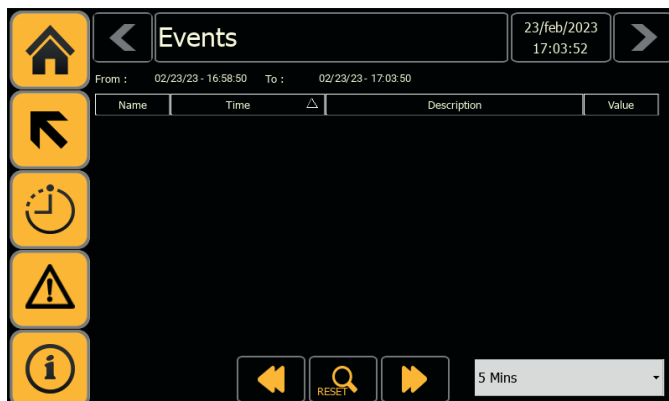 Events
23/feb/2023
17:03:52
From : 02/23/23 - 16:58:50 To : 02/23/23 - 17:03:50
Name Time Description Value
RESET
5 Mins